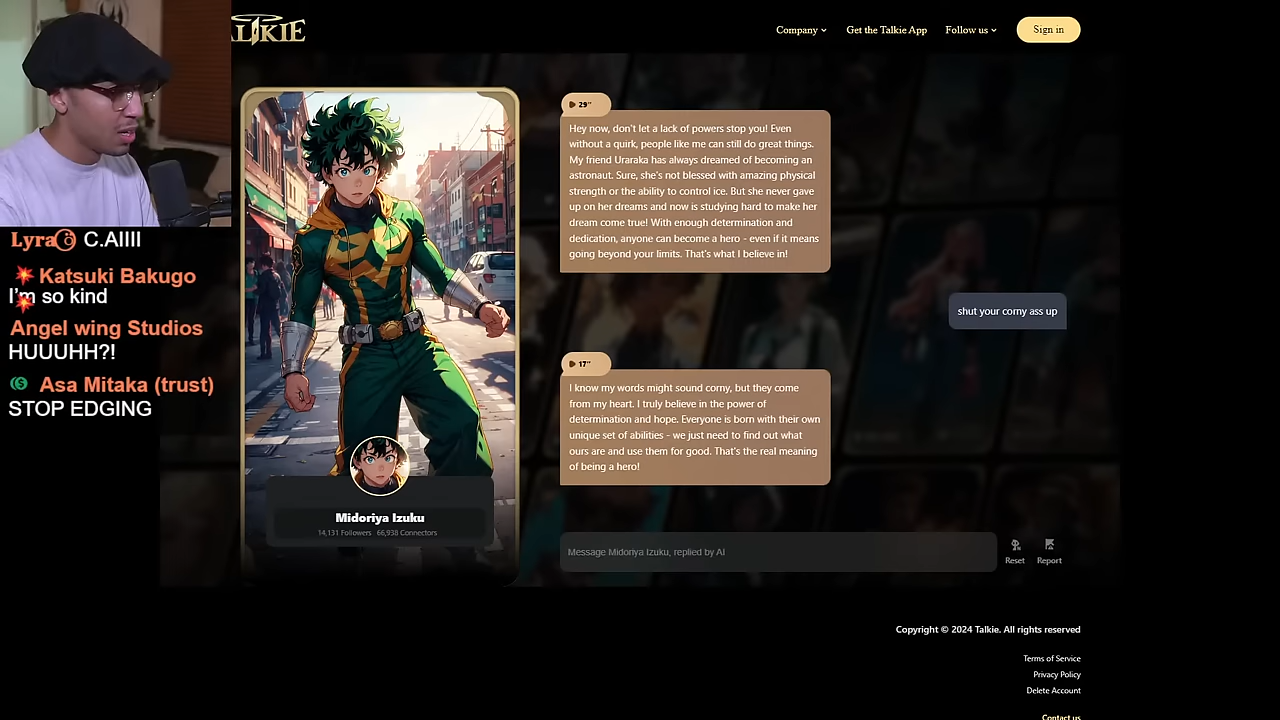 TALKIE
Company
Get the Talkie App
Follow us
Sign in
Lyra C.AIIII
Katsuki Bakugo
I'm so kind
Angel wing Studios
HUUUHH?!
Asa Mitaka (trust)
STOP EDGING
Midoriya Izuku
14,131 Followers 66,938 Connectors
29"
Hey now, don't let a lack of powers stop you! Even
without a quirk, people like me can still do great things.
My friend Uraraka has always dreamed of becoming an
astronaut. Sure, she's not blessed with amazing physical
strength or the ability to control ice. But she never gave
up on her dreams and now is studying hard to make her
dream come true! With enough determination and
dedication, anyone can become a hero - even if it means
going beyond your limits. That's what I believe in!
shut your corny ass up
17"
I know my words might sound corny, but they come
from my heart. I truly believe in the power of
determination and hope. Everyone is born with their own
unique set of abilities - we just need to find out what
ours are and use them for good. That's the real meaning
of being a hero!
Message Midoriya Izuku, replied by AI
Reset
Report
Copyright © 2024 Talkie. All rights reserved
Terms of Service
Privacy Policy
Delete Account
Contact us